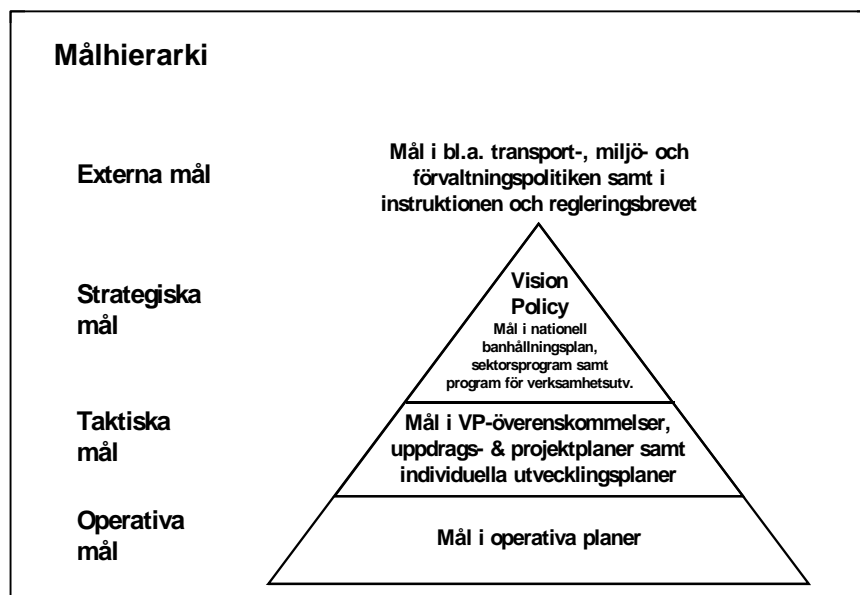 Målhierarki
Externa mål
Mål i bl.a. transport-, miljö- och
förvaltningspolitiken samt i
instruktionen och regleringsbrevet
Strategiska
mål
Vision
Policy
Mål i nationell
banhållningsplan,
sektorsprogram samt
program för verksamhetsutv.
Taktiska
mål
Mål i VP-överenskommelser,
uppdrags- & projektplaner samt
individuella utvecklingsplaner
Operativa
mål
Mål i operativa planer